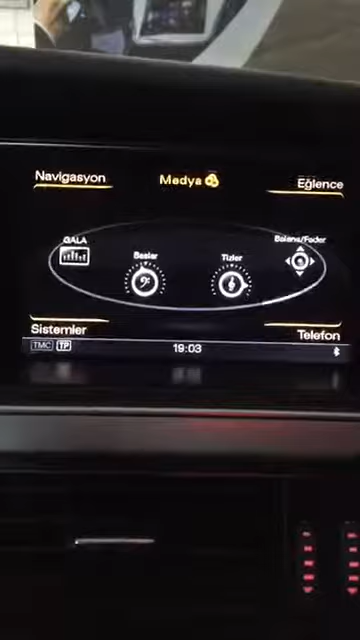 Navigasyon
Medya
Eğlence
GALA
Baslar
Tizler
Balans/Fader
Sistemler
Telefon
TMC TP
19:03